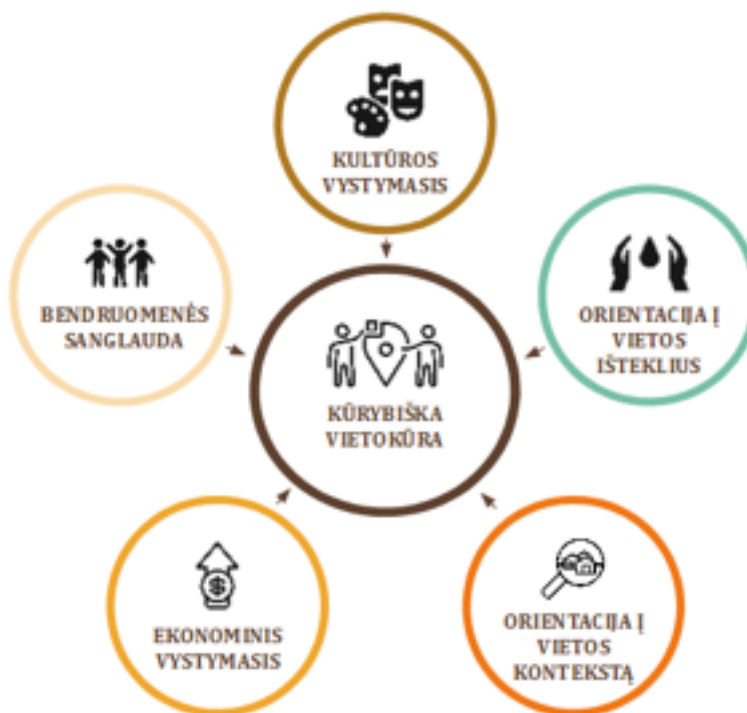 KULTŪROS
VYSTYMASIS
BENDRUOMENĖS
SANGLAUDA
ORIENTACIJA Į
VIETOS
IŠTEKLIUS
KŪRYBIŠKA
VIETOKŪRA
EKONOMINIS
VYSTYMASIS
ORIENTACIJA Į
VIETOS
KONTEKSTĄ